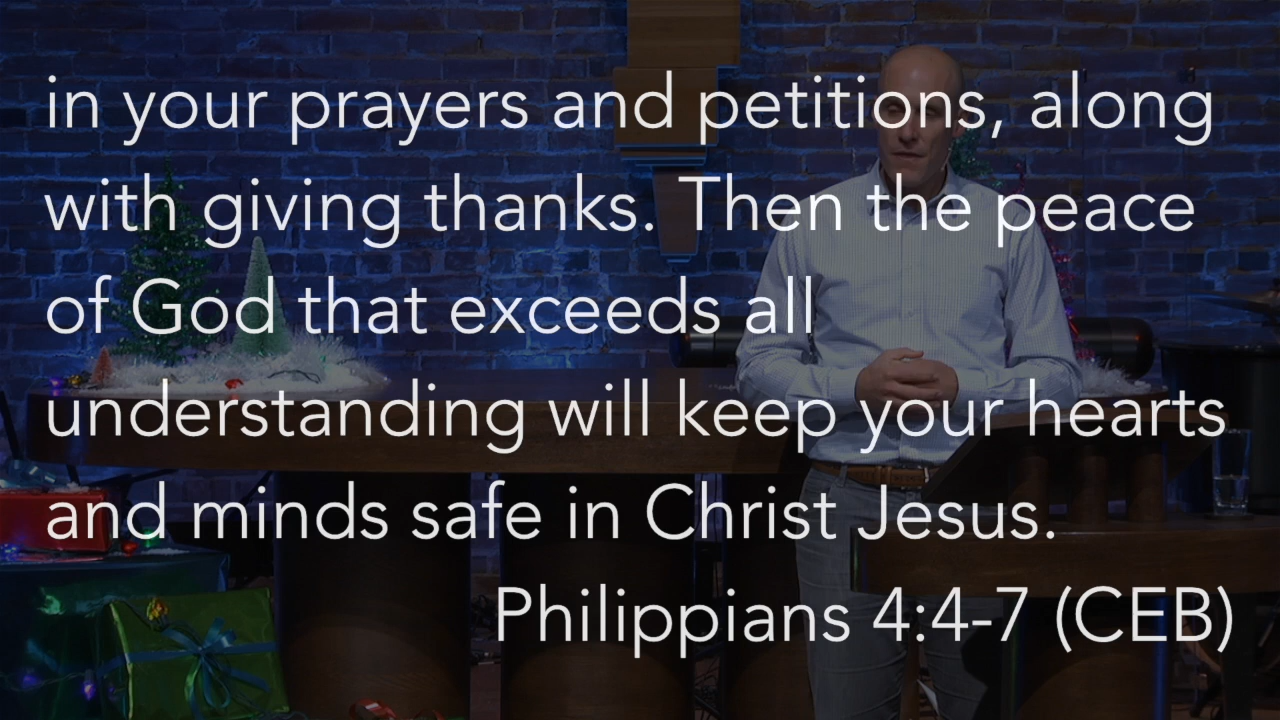 in your prayers and petitions, along
with giving thanks. Then the peace
of God that exceeds all
understanding will keep your hearts
and minds safe in Christ Jesus.
Philippians 4:4-7 (CEB)